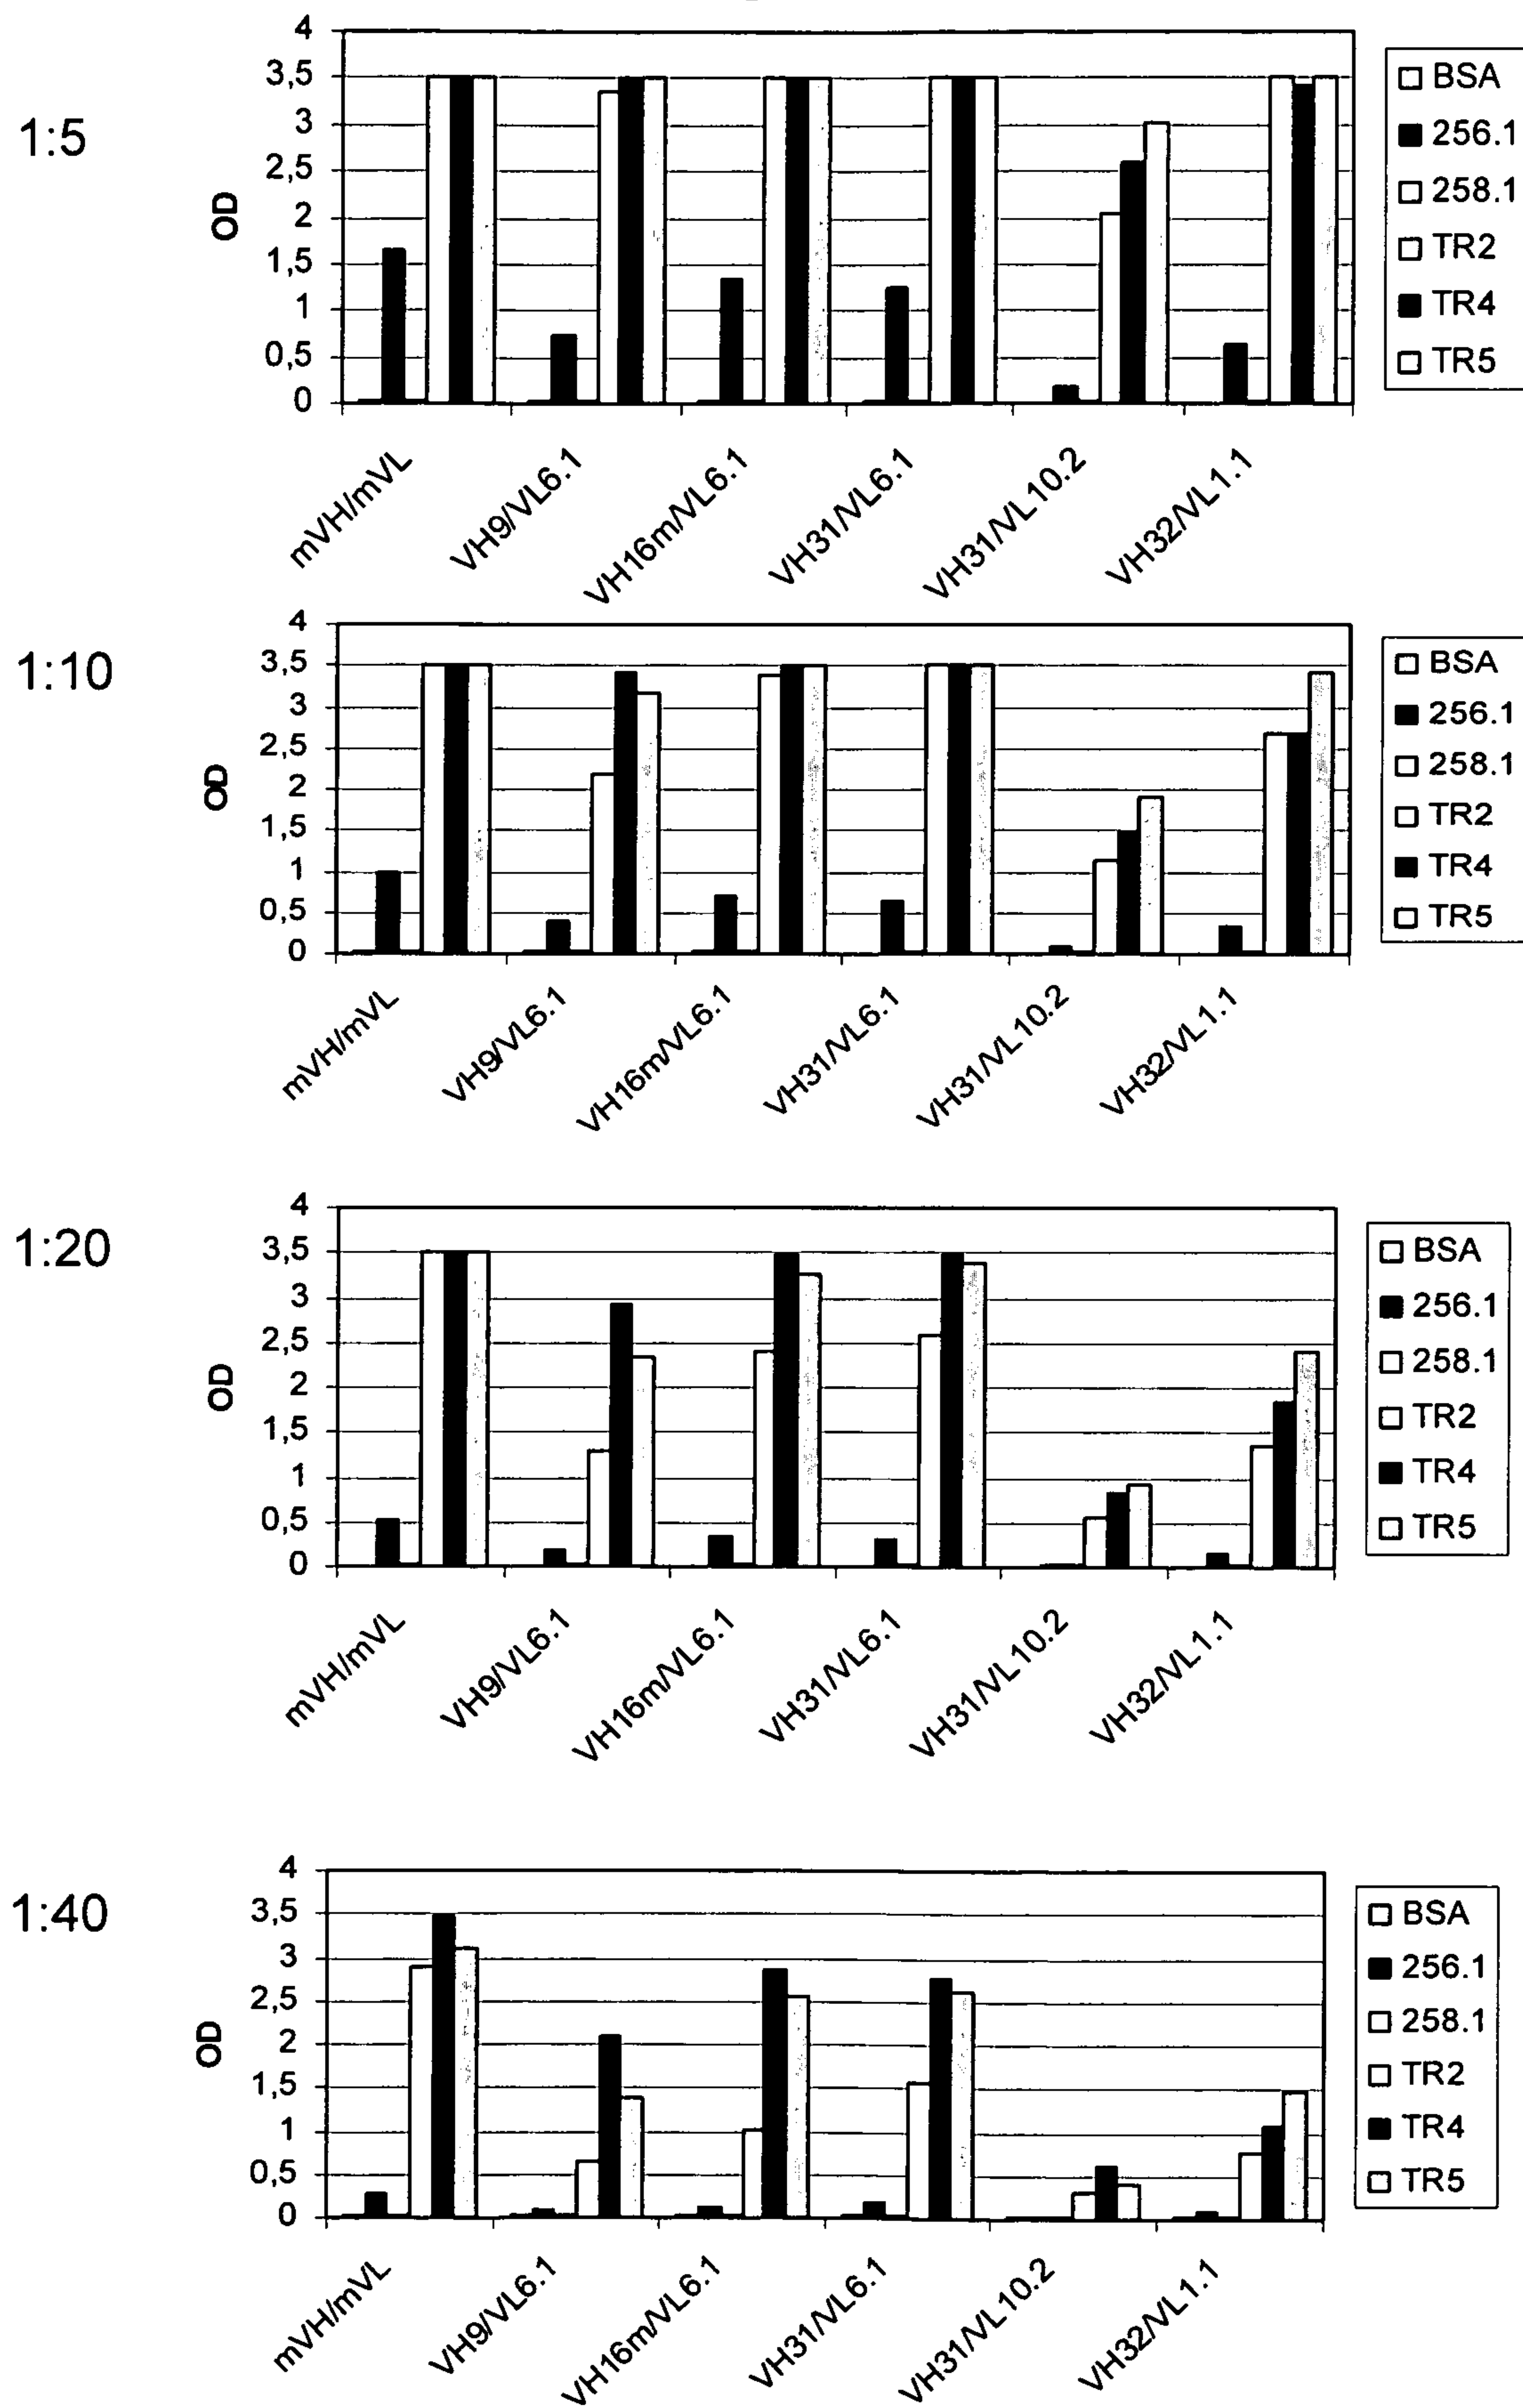 1:5
OD
4
3,5
3
2,5
2
1,5
1
0,5
0
mVH/mVL
VH9/VL6.1
VH16m/VL6.1
VH31/VL6.1
VH31/VL10.2
VH32/VL1.1
BSA
256.1
258.1
TR2
TR4
TR5
1:10
OD
4
3,5
3
2,5
2
1,5
1
0,5
0
mVH/mVL
VH9/VL6.1
VH16m/VL6.1
VH31/VL6.1
VH31/VL10.2
VH32/VL1.1
BSA
256.1
258.1
TR2
TR4
TR5
1:20
OD
4
3,5
3
2,5
2
1,5
1
0,5
0
mVH/mVL
VH9/VL6.1
VH16m/VL6.1
VH31/VL6.1
VH31/VL10.2
VH32/VL1.1
BSA
256.1
258.1
TR2
TR4
TR5
1:40
OD
4
3,5
3
2,5
2
1,5
1
0,5
0
mVH/mVL
VH9/VL6.1
VH16m/VL6.1
VH31/VL6.1
VH31/VL10.2
VH32/VL1.1
BSA
256.1
258.1
TR2
TR4
TR5